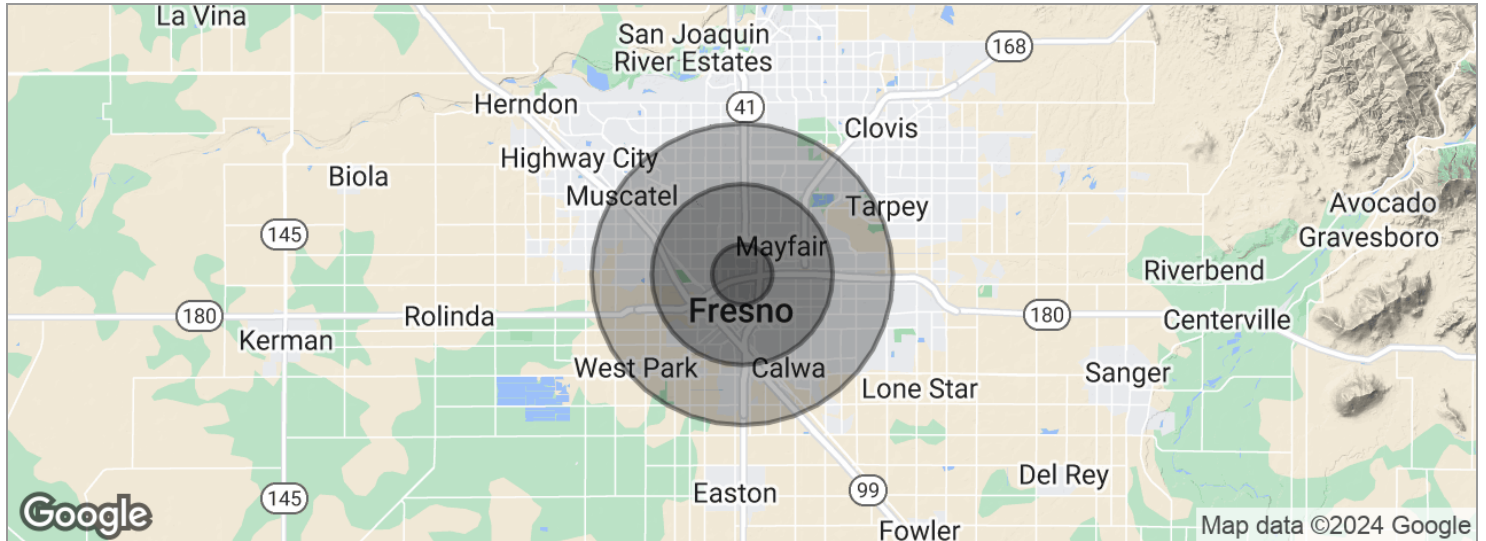 La Vina
San Joaquin
River Estates
168
Herndon
41
Clovis
Highway City
Biola
Muscatel
Tarpey
Avocado
145
Mayfair
Gravesboro
Riverbend
180
Rolinda
Fresno
180
Centerville
Kerman
West Park
Calwa
Sanger
Lone Star
Del Rey
145
Easton
99
Google
Fowler
Map data ©2024 Google